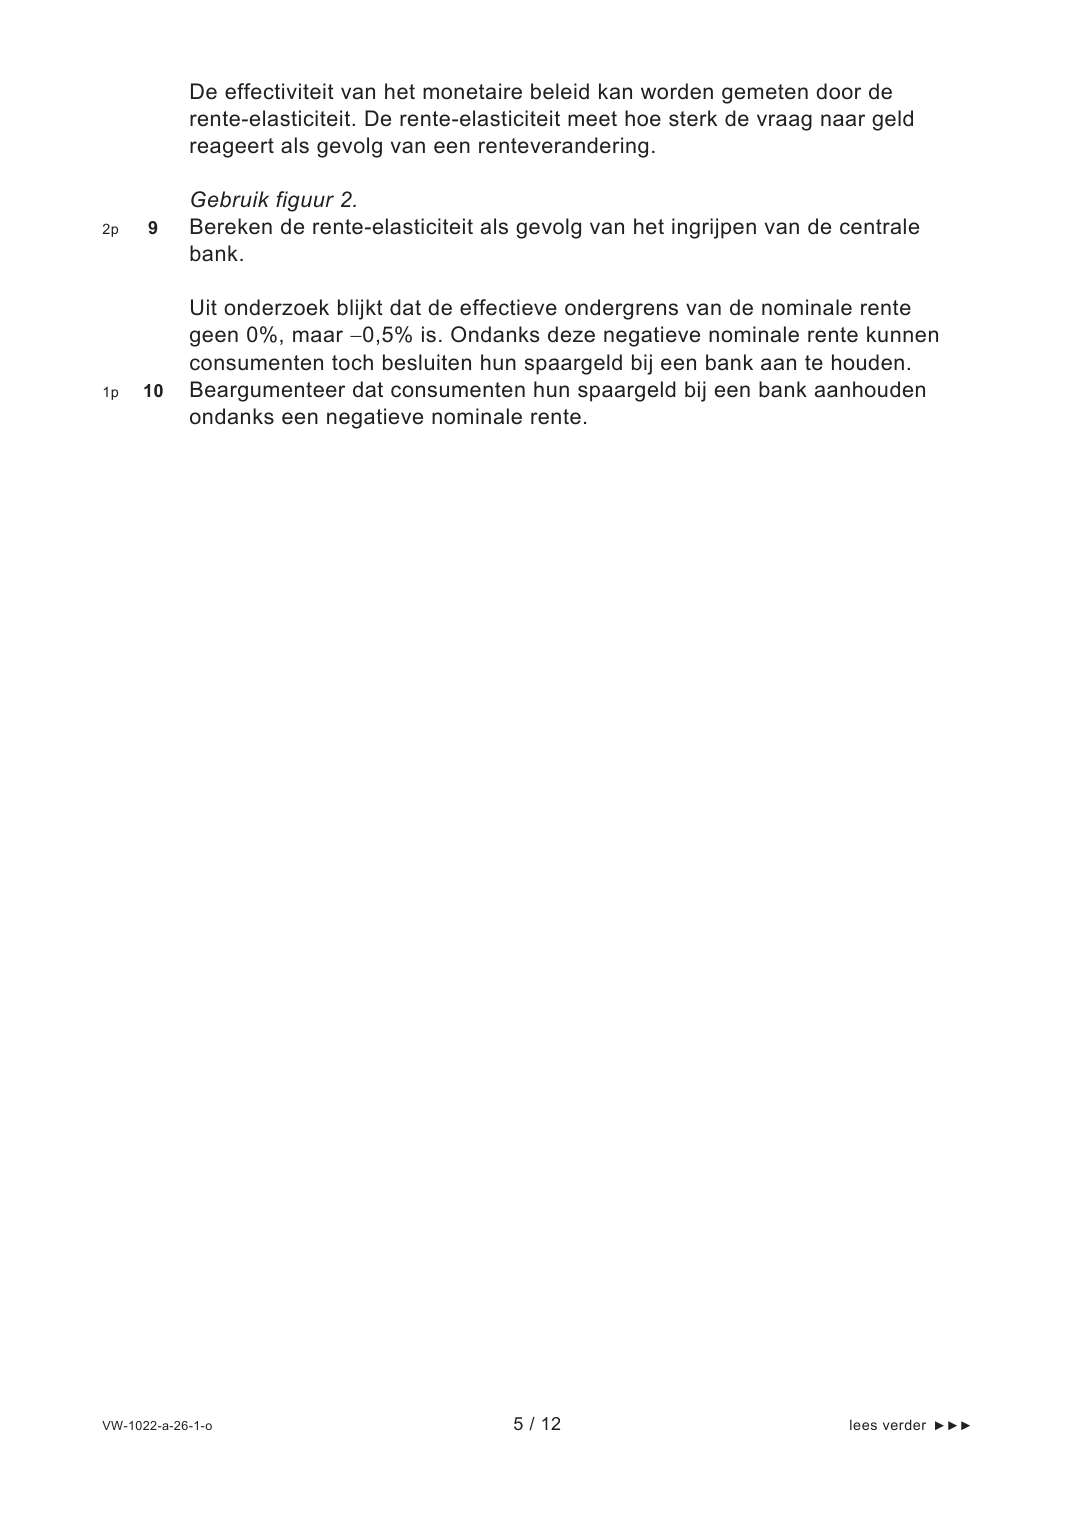 De effectiviteit van het monetaire beleid kan worden gemeten door de
rente-elasticiteit. De rente-elasticiteit meet hoe sterk de vraag naar geld
reageert als gevolg van een renteverandering.
Gebruik figuur 2.
2p 9 Bereken de rente-elasticiteit als gevolg van het ingrijpen van de centrale
bank.
Uit onderzoek blijkt dat de effectieve ondergrens van de nominale rente
geen 0%, maar –0,5% is. Ondanks deze negatieve nominale rente kunnen
consumenten toch besluiten hun spaargeld bij een bank aan te houden.
1p 10 Beargumenteer dat consumenten hun spaargeld bij een bank aanhouden
ondanks een negatieve nominale rente.
VW-1022-a-26-1-o 5 / 12 lees verder ►►►